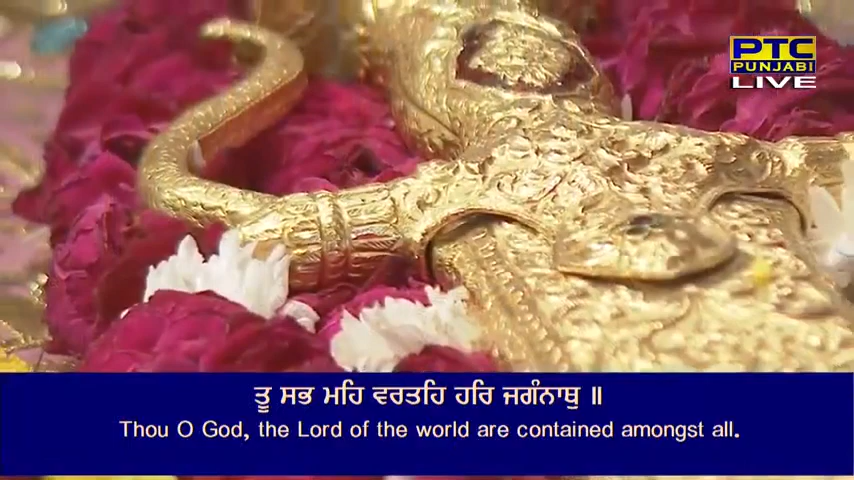 PTC
PUNJABI
LIVE
ਤੂ ਸਭ ਮਹਿ ਵਰਤਹਿ ਹਰਿ ਜਗੰਨਾਥੁ ॥
Thou O God, the Lord of the world are contained amongst all.